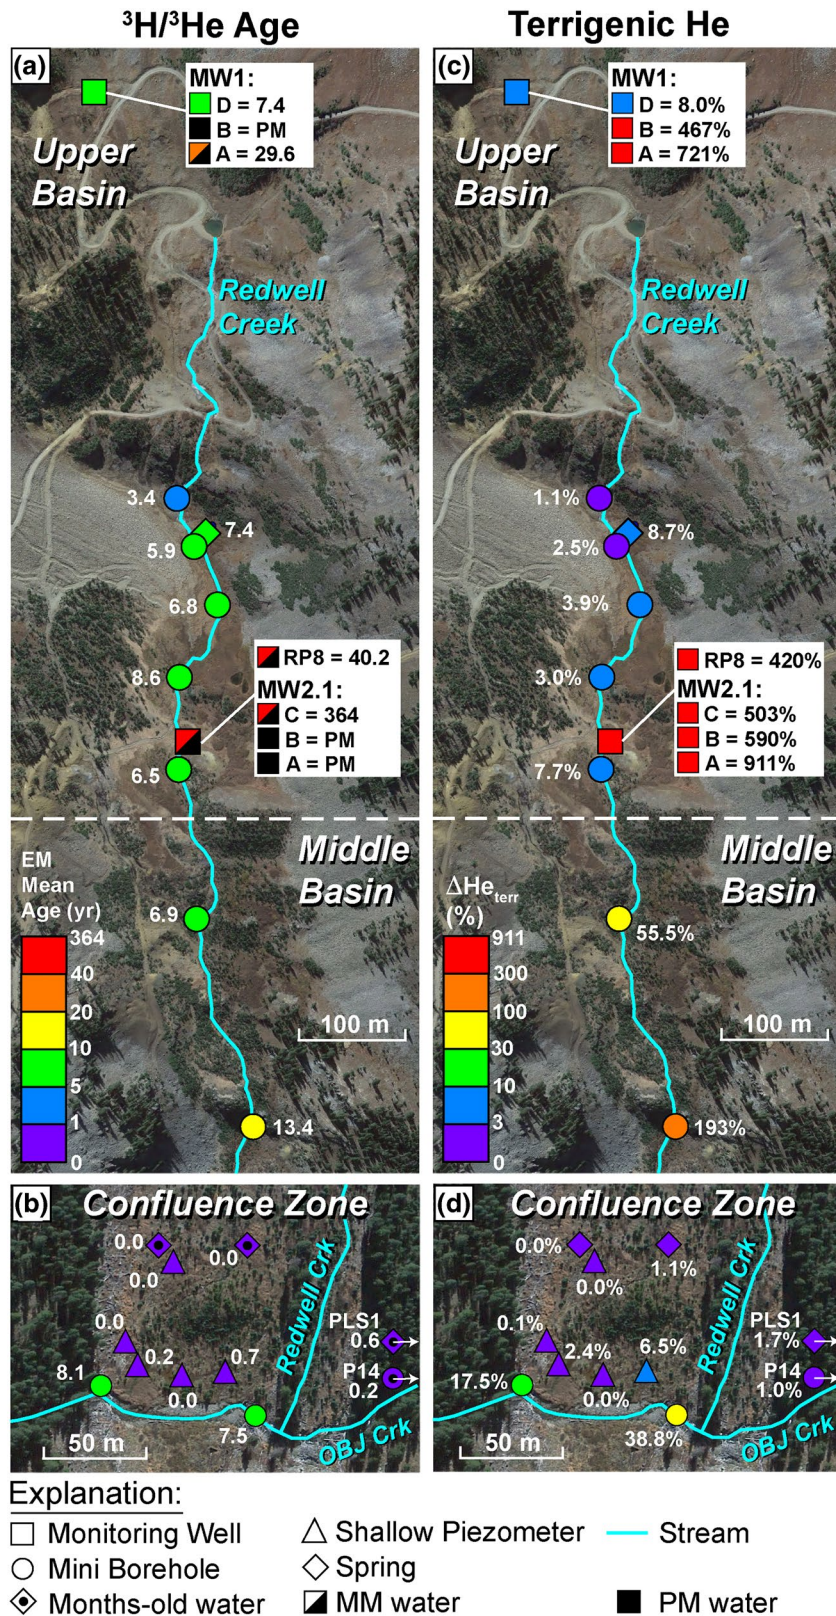 ³H/³He Age
Terrigenic He
(a)
MW1:
D = 7.4
B = PM
A = 29.6
Upper
Basin
Redwell
Creek
3.4
7.4
5.9
6.8
RP8 = 40.2
8.6
MW2.1:
C = 364
B = PM
A = PM
6.5
Middle
Basin
EM
Mean
Age (yr)
6.9
364
40
20
10
5
1
0
100 m
13.4
(c)
MW1:
D = 8.0%
B = 467%
A = 721%
Upper
Basin
Redwell
Creek
1.1%
8.7%
2.5%
3.9%
RP8 = 420%
3.0%
MW2.1:
C = 503%
B = 590%
A = 911%
7.7%
Middle
Basin
ΔHeterr
(%)
55.5%
911
300
100
30
10
3
0
100 m
193%
(b) Confluence Zone
0.0
0.0
0.0
Redwell Crk
0.0
PLS1
0.6
0.2
0.7
8.1
P14
0.2
0.0
7.5
50 m
OBJ Crk
(d) Confluence Zone
0.0%
1.1%
0.0%
Redwell Crk
0.1%
PLS1
1.7%
2.4%
6.5%
17.5%
P14
1.0%
0.0%
38.8%
50 m
OBJ Crk
Explanation:
Monitoring Well
Shallow Piezometer
Stream
Mini Borehole
Spring
Months-old water
MM water
PM water